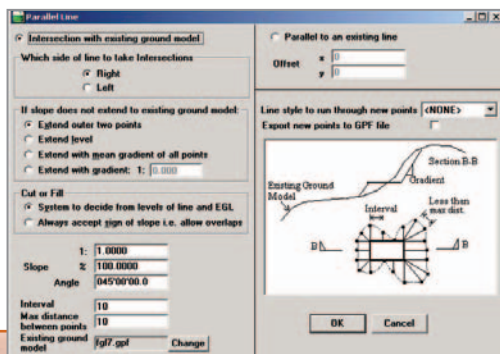 Parallel Line
Intersection with existing ground model
Which side of line to take Intersections
Right
Left
If slope does not extend to existing ground model:
Extend outer two points
Extend level
Extend with mean gradient of all points
Extend with gradient: 1: 0.000
Cut or Fill
System to decide from levels of line and EGL
Always accept sign of slope i.e. allow overlaps
1: 1.0000
Slope % 100.0000
Angle 045'00'00.0
Interval 10
Max distance between points 10
Existing ground model fgl7.gpf Change
Parallel to an existing line
Offset x 0
y 0
Line style to run through new points <NONE>
Export new points to GPF file
Section B-B
Gradient
Existing Ground
Model
Interval
Less than
max dist.
B B
OK Cancel